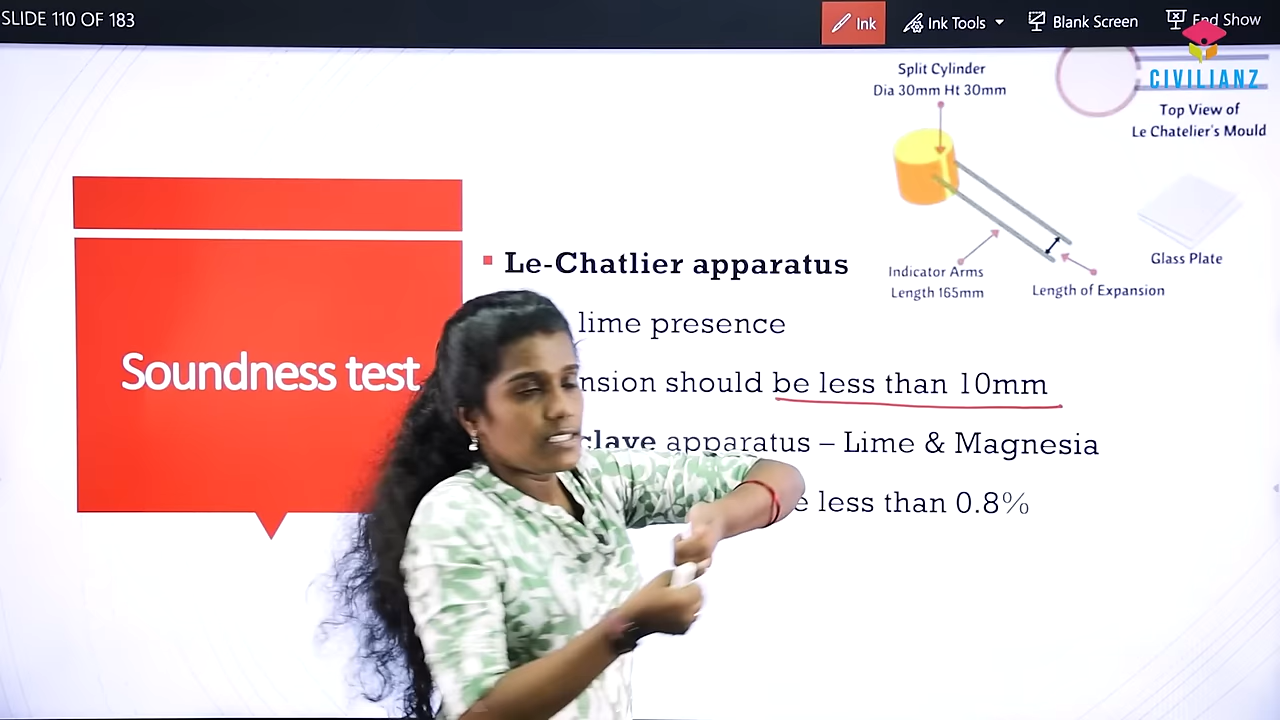 SLIDE 110 OF 183
Ink
Ink Tools
Blank Screen
End Show
CIVILIANZ
Split Cylinder
Dia 30mm Ht 30mm
Top View of
Le Chatelier's Mould
Glass Plate
Indicator Arms
Length 165mm
Length of Expansion
Soundness test
Le-Chatlier apparatus
lime presence
nsion should be less than 10mm
clave apparatus – Lime & Magnesia
e less than 0.8%